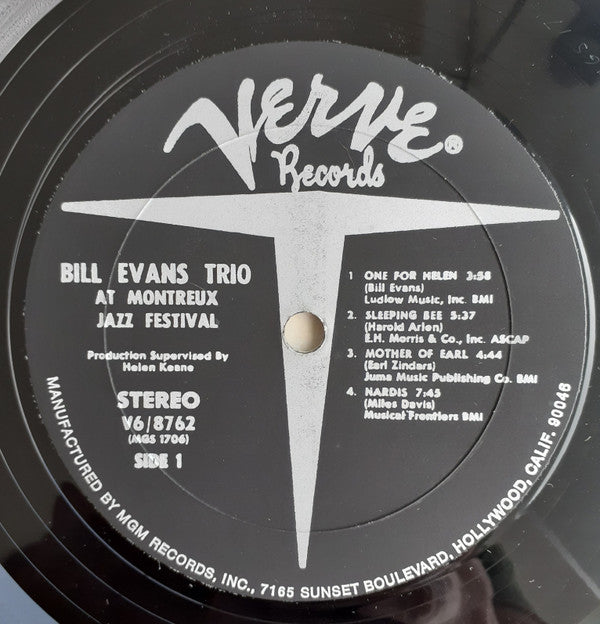 Verve®
Records
BILL EVANS TRIO
AT MONTREUX
JAZZ FESTIVAL
Production Supervised By
Helen Keane
STEREO
V6/8762
(MGS 1706)
SIDE 1
1 ONE FOR HELEN 3:58
(Bill Evans)
Ludlow Music, Inc. BMI
2. SLEEPING BEE 5:37
(Harold Arlen)
E.H. Morris & Co., Inc. ASCAP
3. MOTHER OF EARL 4:44
(Earl Zinders)
Juma Music Publishing Co. BMI
4. NARDIS 7:45
(Miles Davis)
Musical Frontiers BMI
MANUFACTURED BY MGM RECORDS, INC., 7165 SUNSET BOULEVARD, HOLLYWOOD, CALIF. 90046